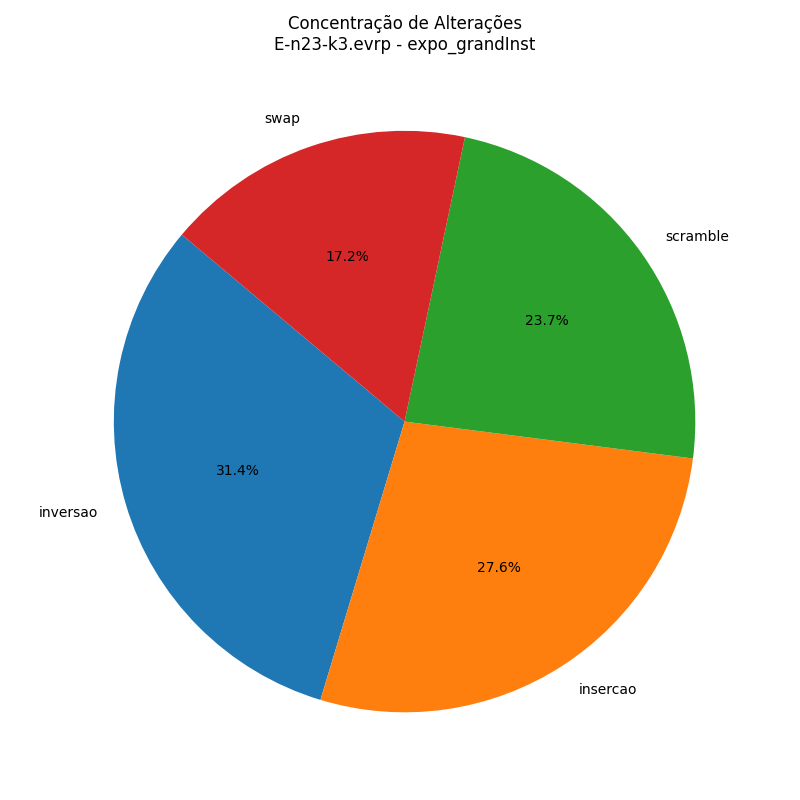 Concentração de Alterações
E-n23-k3.evrp - expo_grandInst
swap
scramble
17.2%
23.7%
31.4%
inversao
27.6%
insercao